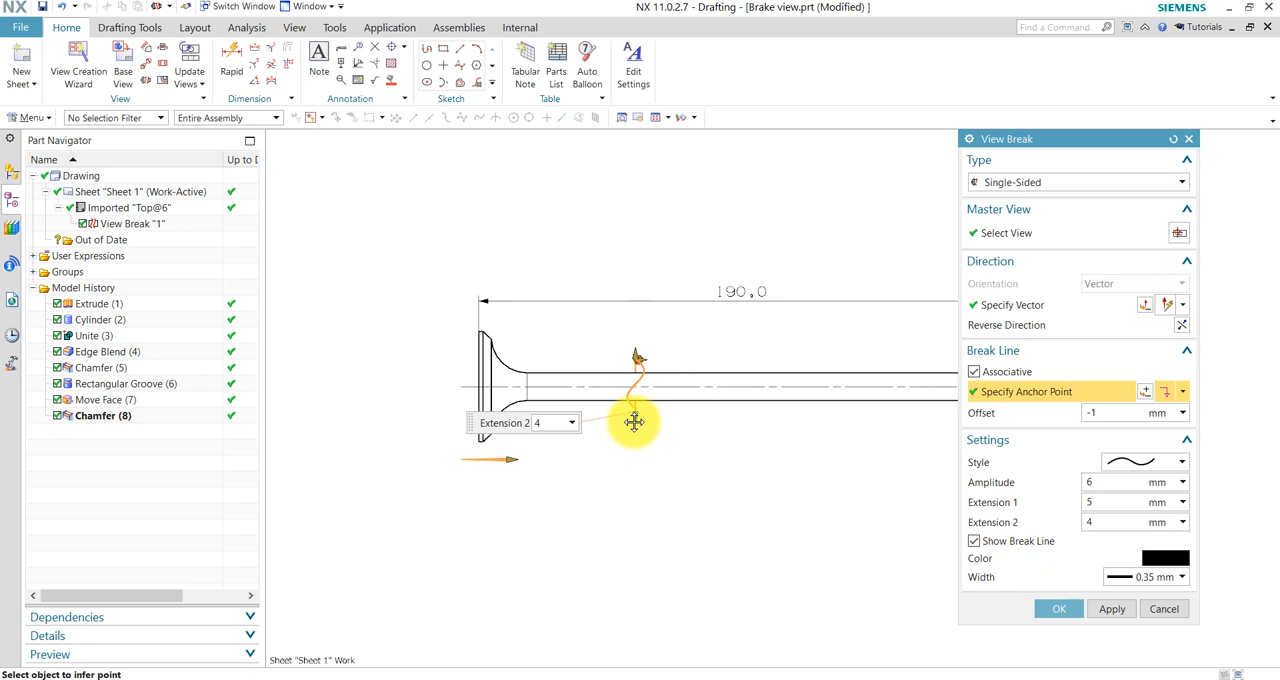 NX
Switch Window
Window
NX 11.0.2.7 - Drafting - [Brake view.prt (Modified) ]
SIEMENS
File
Home
Drafting Tools
Layout
Analysis
View
Tools
Application
Assemblies
Internal
Find a Command
Tutorials
New Sheet
View Creation Wizard
Base View
Update Views
Rapid
Note
Tabular Note
Parts List
Auto Balloon
Edit Settings
View
Dimension
Annotation
Sketch
Table
Menu
No Selection Filter
Entire Assembly
Part Navigator
Name
Up to D
Drawing
Sheet "Sheet 1" (Work-Active)
Imported "Top@6"
View Break "1"
Out of Date
User Expressions
Groups
Model History
Extrude (1)
Cylinder (2)
Unite (3)
Edge Blend (4)
Chamfer (5)
Rectangular Groove (6)
Move Face (7)
Chamfer (8)
Dependencies
Details
Preview
190,0
Extension 2 4
Sheet "Sheet 1" Work
View Break
Type
Single-Sided
Master View
Select View
Direction
Orientation Vector
Specify Vector
Reverse Direction
Break Line
Associative
Specify Anchor Point
Offset -1 mm
Settings
Style
Amplitude 6 mm
Extension 1 5 mm
Extension 2 4 mm
Show Break Line
Color
Width 0.35 mm
OK Apply Cancel
Select object to infer point